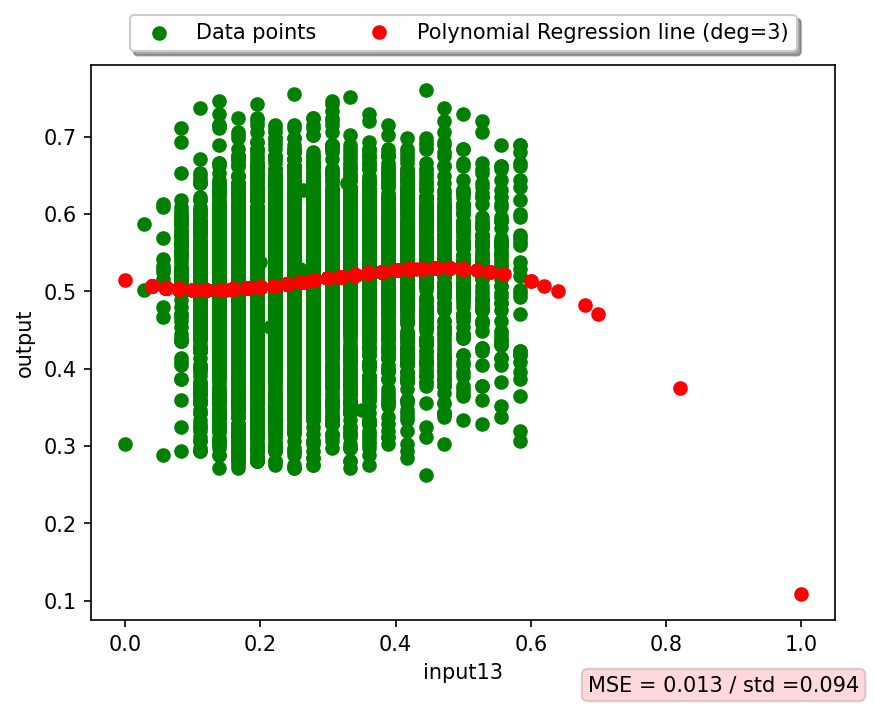 Data points
Polynomial Regression line (deg=3)
output
0.7
0.6
0.5
0.4
0.3
0.2
0.1
0.0 0.2 0.4 0.6 0.8 1.0
input13
MSE = 0.013 / std =0.094